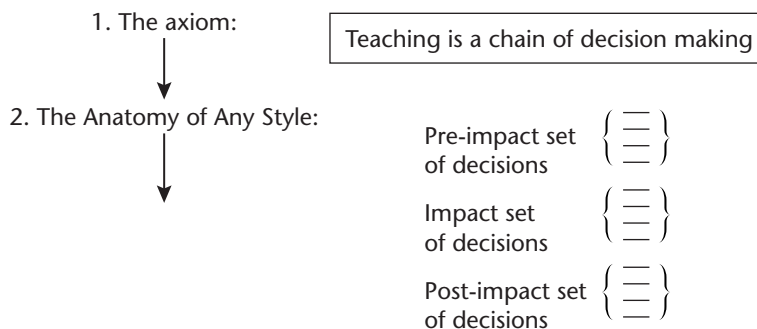 1. The axiom:
Teaching is a chain of decision making
2. The Anatomy of Any Style:
Pre-impact set
of decisions
Impact set
of decisions
Post-impact set
of decisions